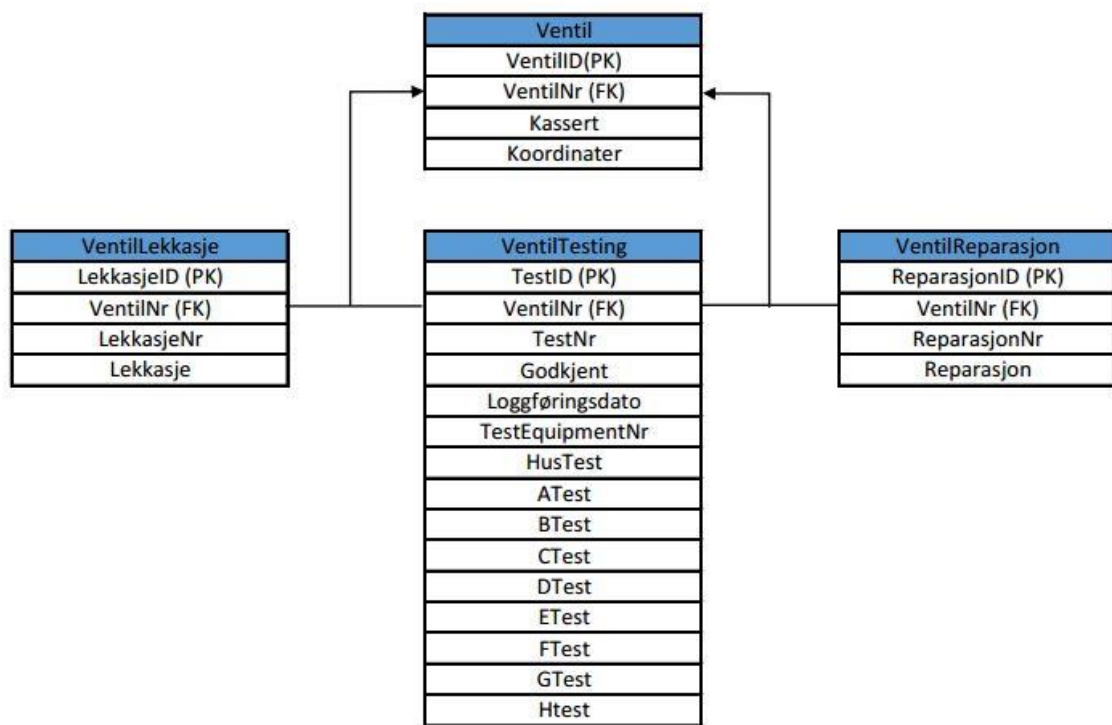 Ventil
VentilID(PK)
VentilNr (FK)
Kassert
Koordinater
VentilLekkasje
LekkasjeID (PK)
VentilNr (FK)
LekkasjeNr
Lekkasje
VentilTesting
TestID (PK)
VentilNr (FK)
TestNr
Godkjent
Loggføringsdato
TestEquipmentNr
HusTest
ATest
BTest
CTest
DTest
ETest
FTest
GTest
Htest
VentilReparasjon
ReparasjonID (PK)
VentilNr (FK)
ReparasjonNr
Reparasjon